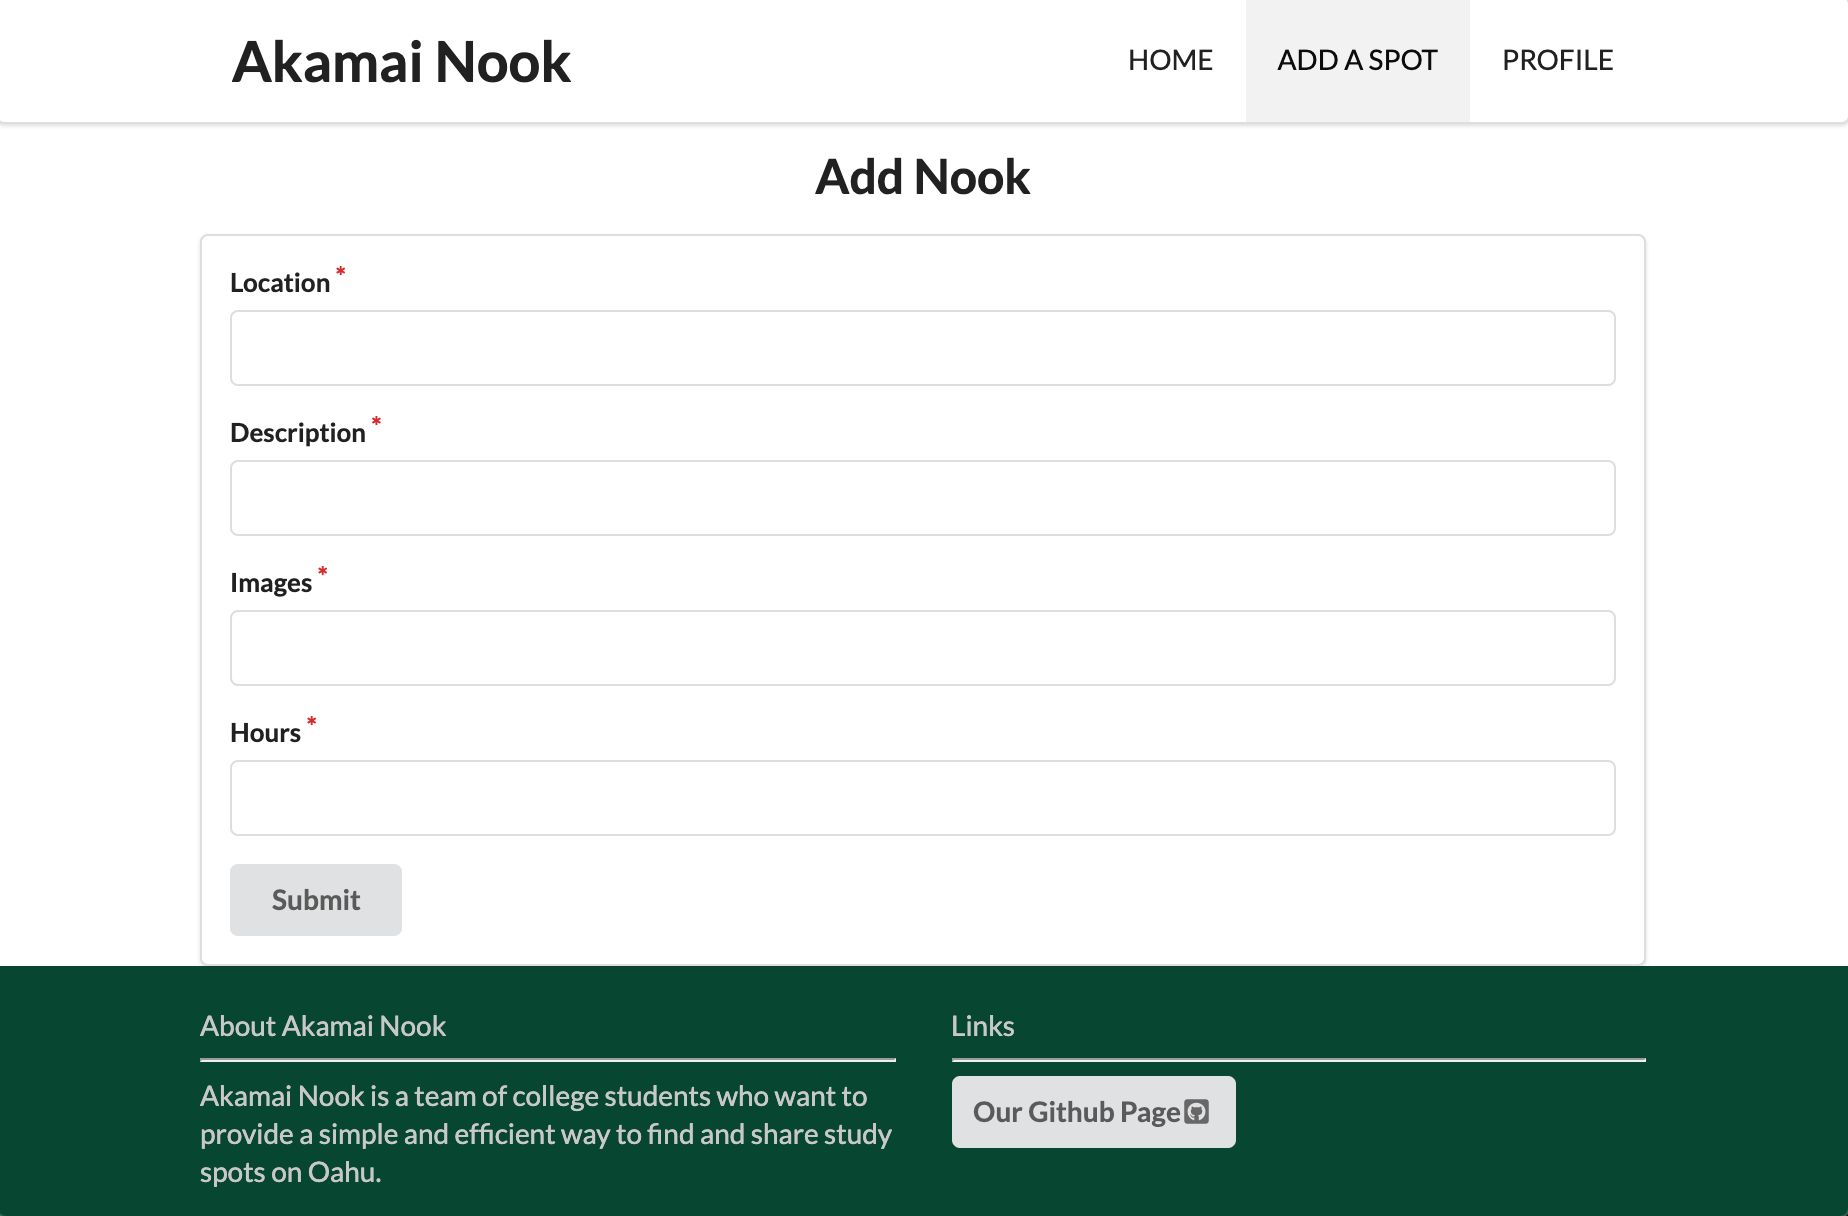 Akamai Nook
HOME
ADD A SPOT
PROFILE
Add Nook
Location *
Description *
Images *
Hours *
Submit
About Akamai Nook
Akamai Nook is a team of college students who want to
provide a simple and efficient way to find and share study
spots on Oahu.
Links
Our Github Page